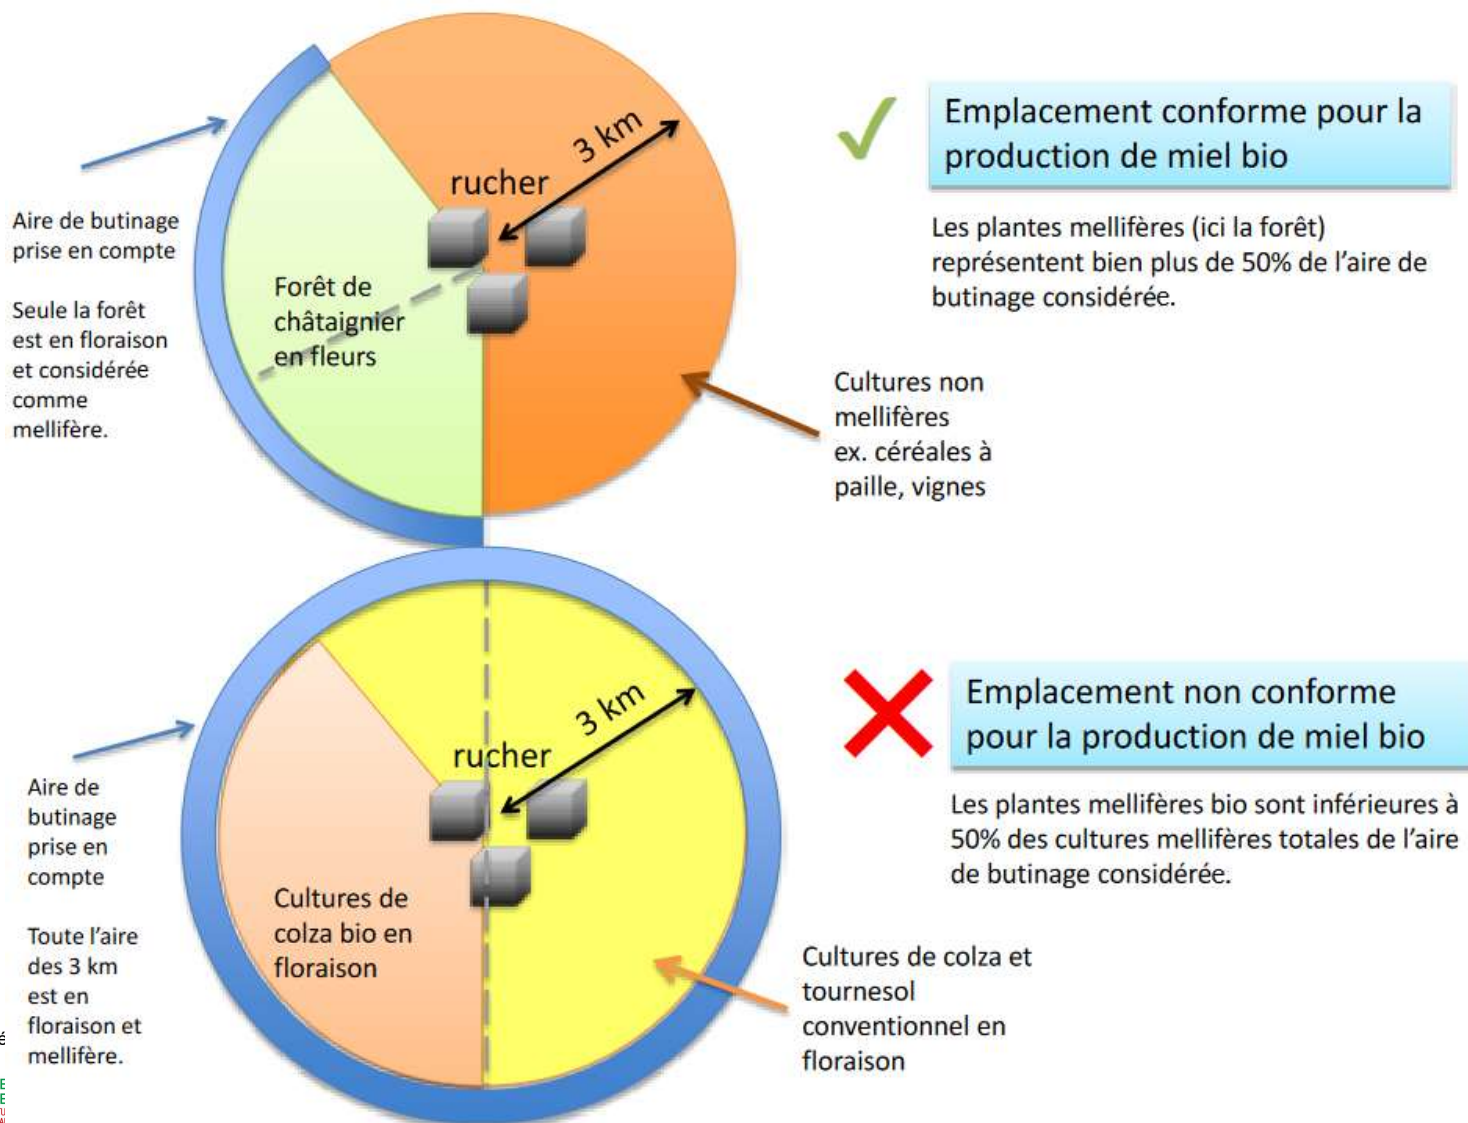 Aire de butinage
prise en compte
Seule la forêt
est en floraison
et considérée
comme
mellifère.
3 km
rucher
Forêt de
châtaignier
en fleurs
Emplacement conforme pour la
production de miel bio
Les plantes mellifères (ici la forêt)
représentent bien plus de 50% de l'aire de
butinage considérée.
Cultures non
mellifères
ex. céréales à
paille, vignes
Aire de
butinage
prise en
compte
Toute l'aire
des 3 km
est en
floraison et
mellifère.
3 km
rucher
Cultures de
colza bio en
floraison
Emplacement non conforme
pour la production de miel bio
Les plantes mellifères bio sont inférieures à
50% des cultures mellifères totales de l'aire
de butinage considérée.
Cultures de colza et
tournesol
conventionnel en
floraison